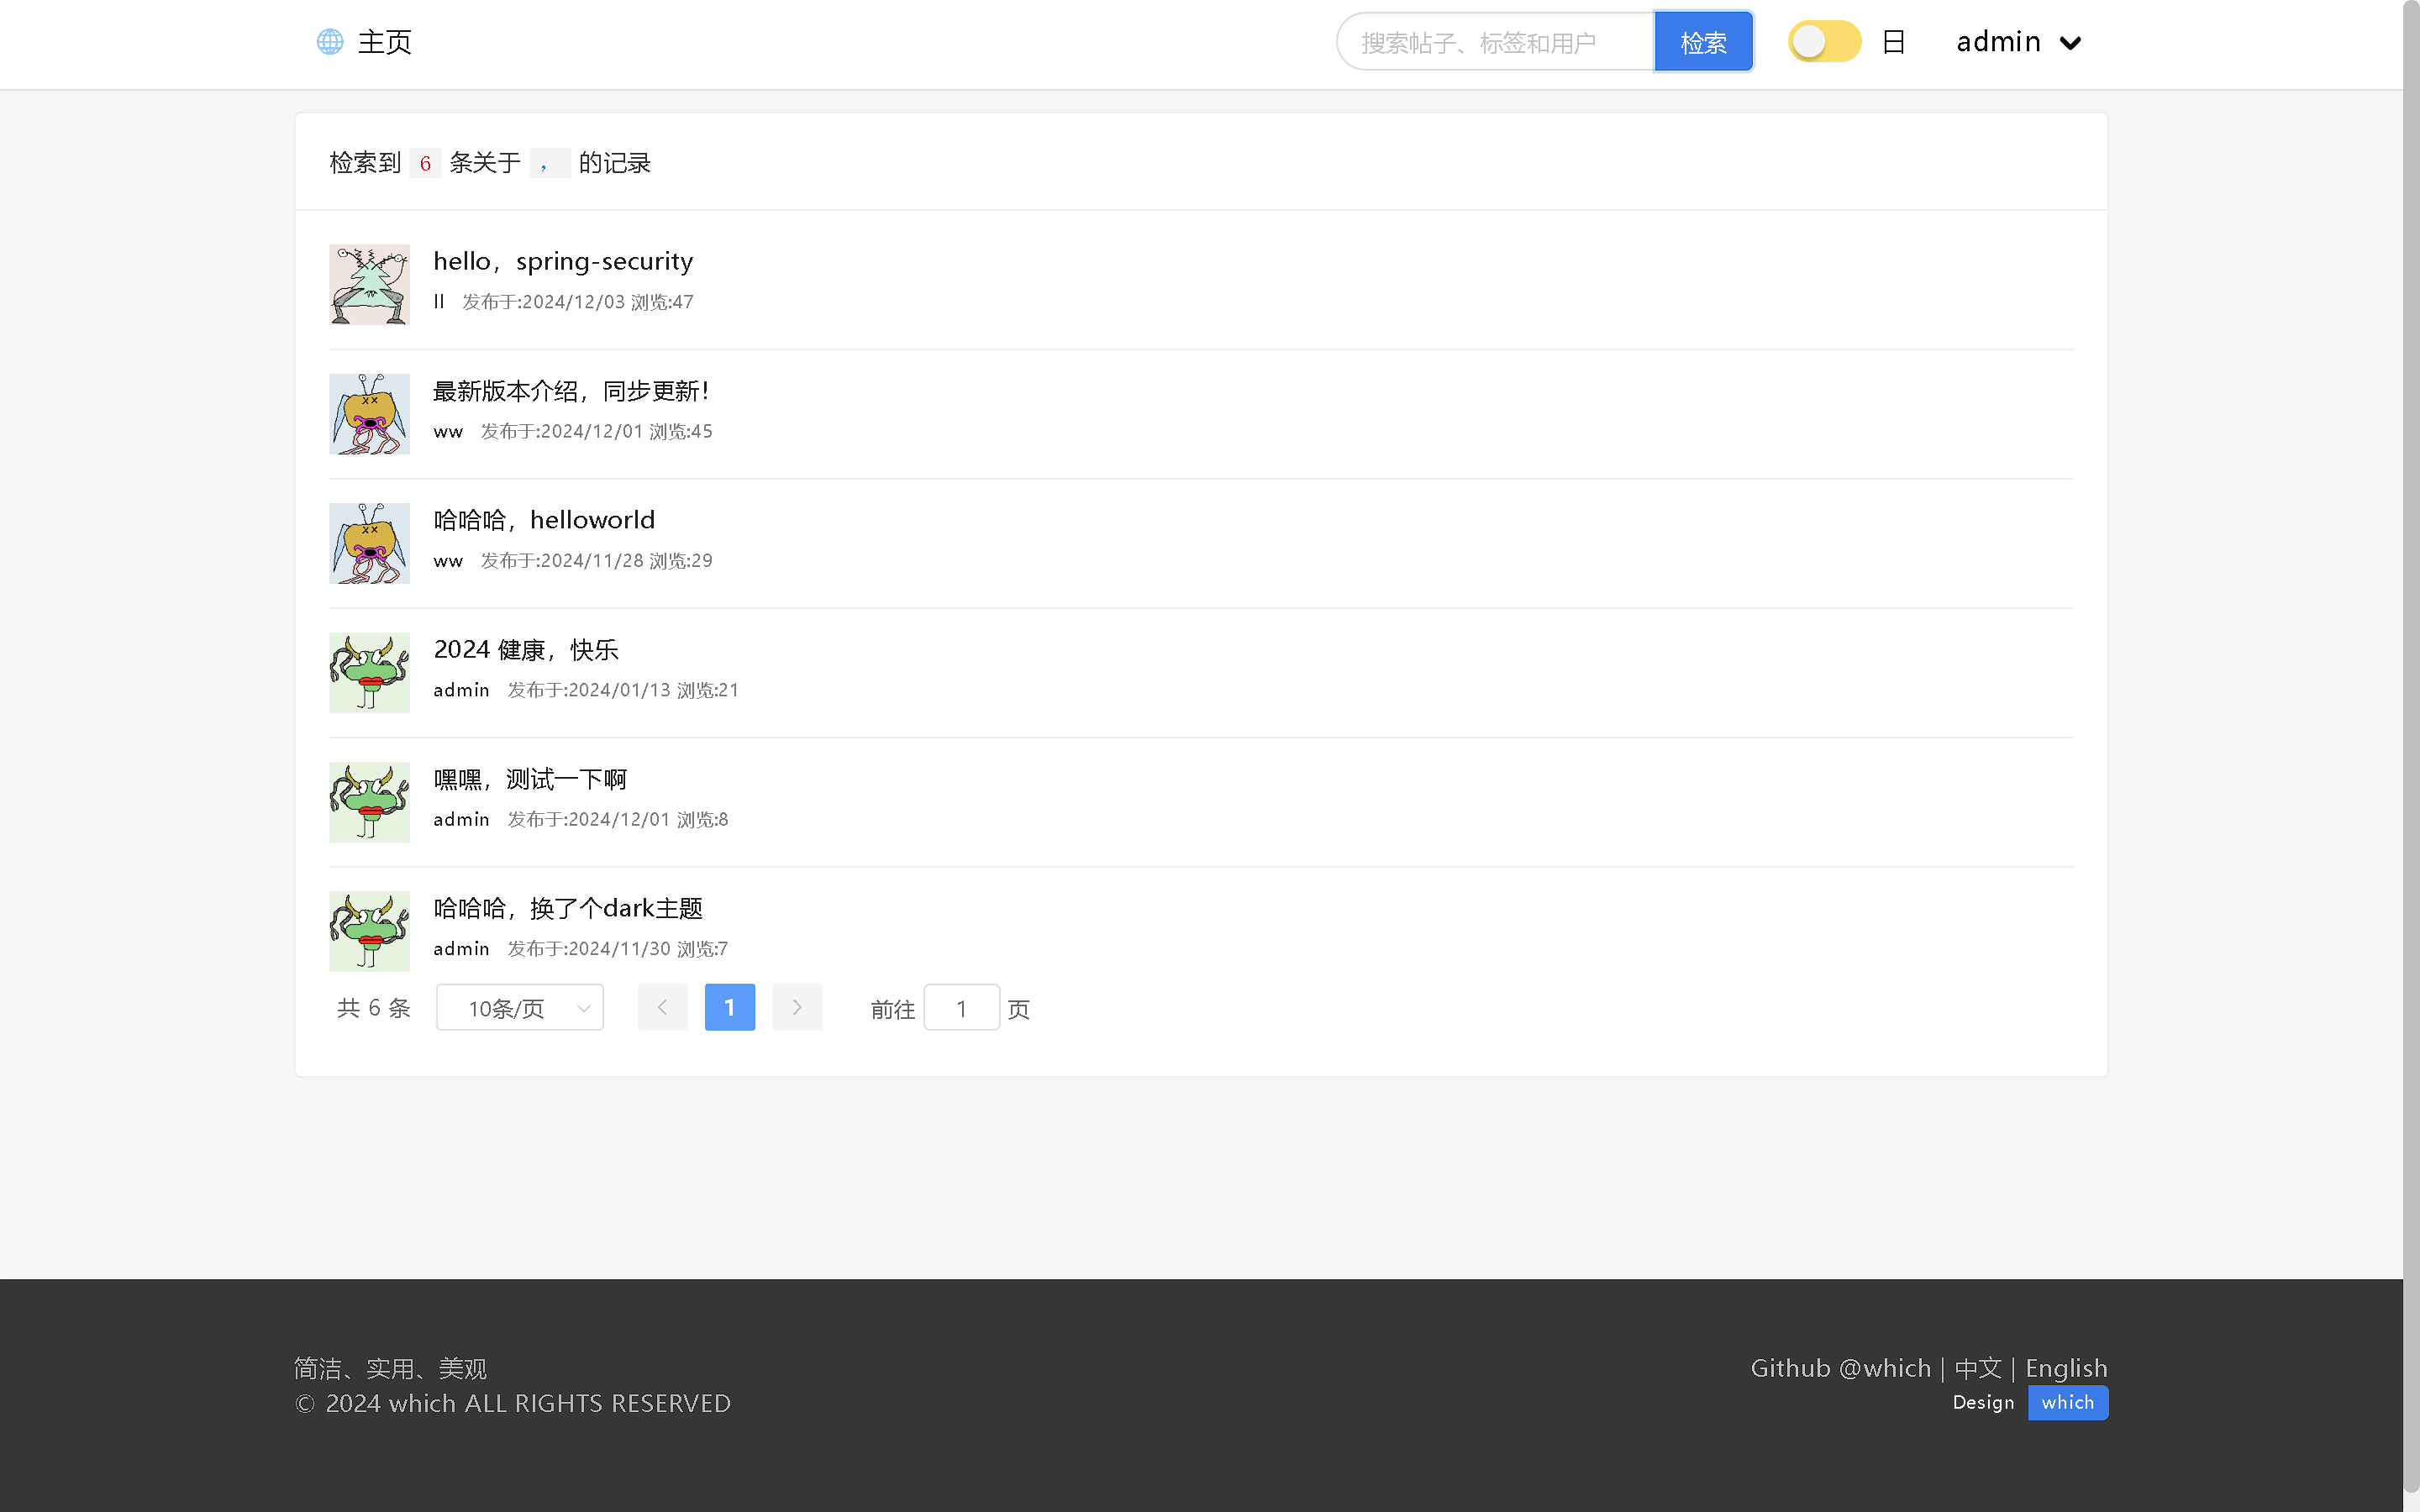 主页
搜索帖子、标签和用户 检索 日 admin
检索到 6 条关于 ， 的记录
hello，spring-security
ll 发布于:2024/12/03 浏览:47
最新版本介绍，同步更新！
ww 发布于:2024/12/01 浏览:45
哈哈哈，helloworld
ww 发布于:2024/11/28 浏览:29
2024 健康，快乐
admin 发布于:2024/01/13 浏览:21
嘿嘿，测试一下啊
admin 发布于:2024/12/01 浏览:8
哈哈哈，换了个dark主题
admin 发布于:2024/11/30 浏览:7
共 6 条 10条/页 1 前往 1 页
简洁、实用、美观
© 2024 which ALL RIGHTS RESERVED
Github @which | 中文 | English
Design which